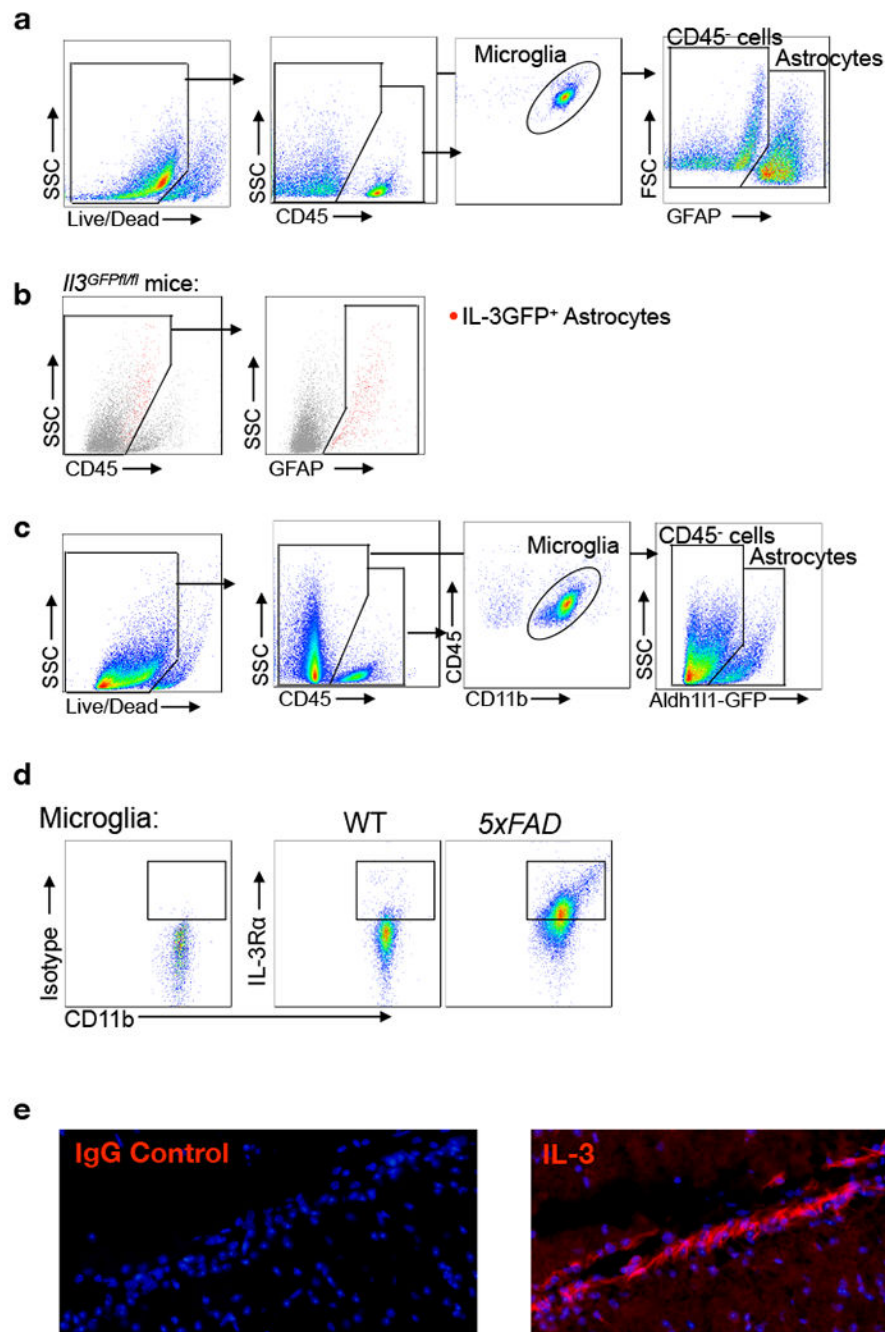 a
CD45- cells
Astrocytes
Microglia
SSC
SSC
FSC
Live/Dead
CD45
GFAP
b
Il3GFPfl/fl mice:
IL-3GFP+ Astrocytes
SSC
SSC
CD45
GFAP
c
CD45- cells
Astrocytes
Microglia
SSC
SSC
CD45
SSC
Live/Dead
CD45
CD11b
Aldh1l1-GFP
d
Microglia:
WT
5xFAD
Isotype
IL-3Rα
CD11b
e
IgG Control
IL-3